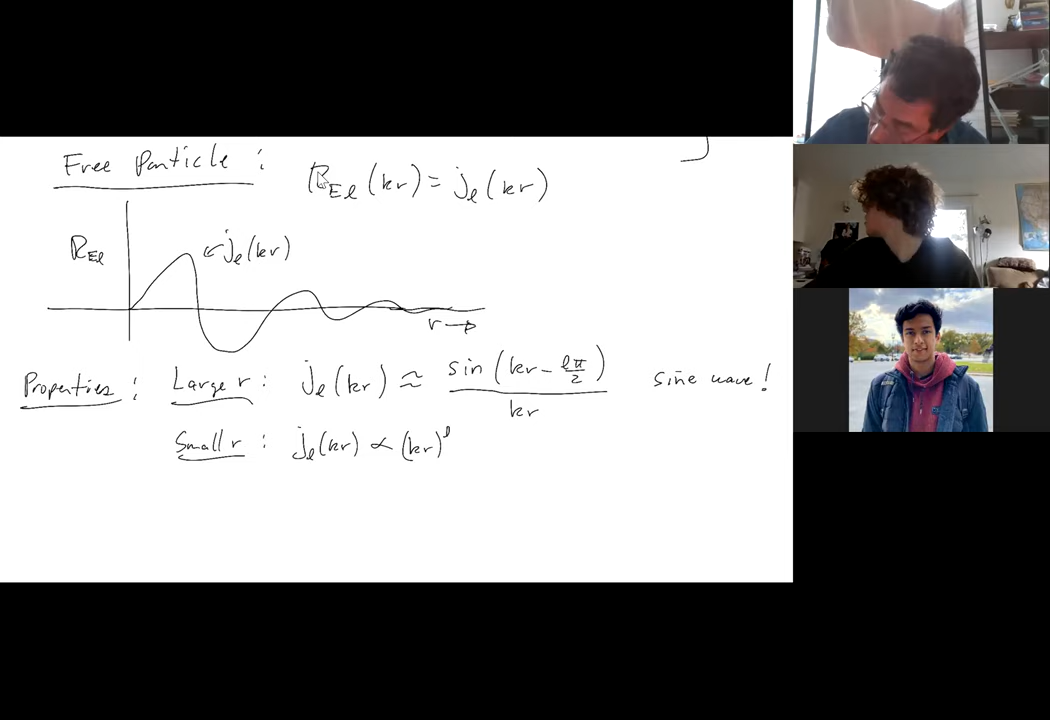 Free Particle :
R_El (kr) = j_l (kr)
R_El
j_l (kr)
r →
Properties : Large r : j_l (kr) ≈ sin (kr - lπ/2) / kr sine wave !
Small r : j_l (kr) ∝ (kr)^l